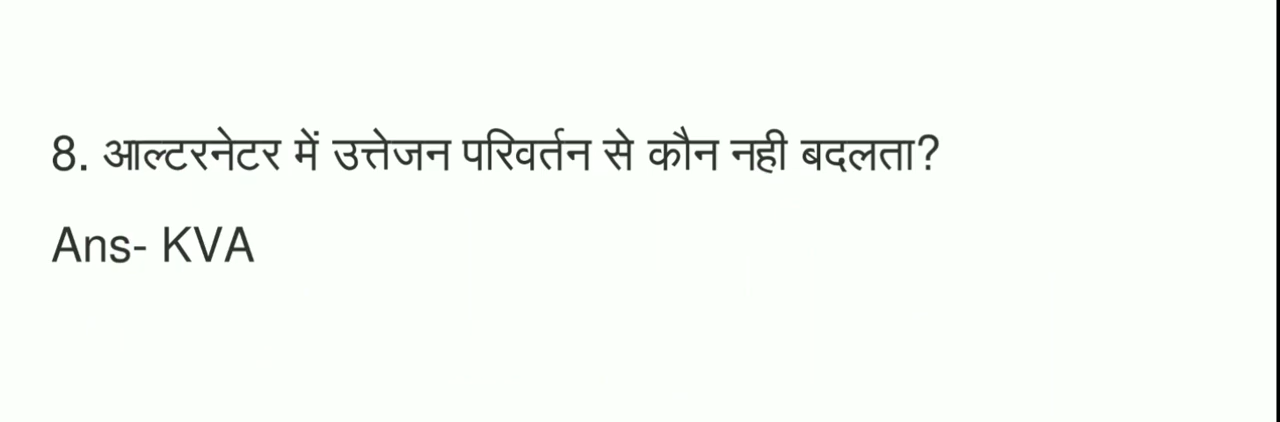 8. आल्टरनेटर में उत्तेजन परिवर्तन से कौन नही बदलता?
Ans- KVA